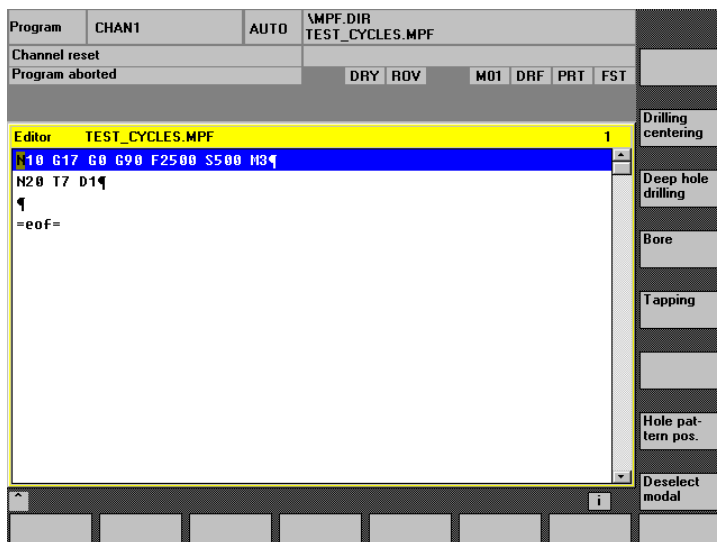 Program CHAN1 AUTO \MPF.DIR
TEST_CYCLES.MPF
Channel reset
Program aborted DRY ROV M01 DRF PRT FST
Editor TEST_CYCLES.MPF 1
N10 G17 G0 G90 F2500 S500 M3¶
N20 T7 D1¶
¶
=eof=
Drilling
centering
Deep hole
drilling
Bore
Tapping
Hole pat-
tern pos.
Deselect
modal
^ i